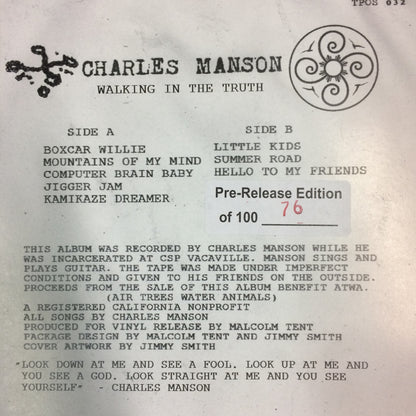 TPOS 032
CHARLES MANSON
WALKING IN THE TRUTH
SIDE A
BOXCAR WILLIE
MOUNTAINS OF MY MIND
COMPUTER BRAIN BABY
JIGGER JAM
KAMIKAZE DREAMER
SIDE B
LITTLE KIDS
SUMMER ROAD
HELLO TO MY FRIENDS
Pre-Release Edition
of 100 76
THIS ALBUM WAS RECORDED BY CHARLES MANSON WHILE HE
WAS INCARCERATED AT CSP VACAVILLE. MANSON SINGS AND
PLAYS GUITAR. THE TAPE WAS MADE UNDER IMPERFECT
CONDITIONS AND GIVEN TO HIS FRIENDS ON THE OUTSIDE.
PROCEEDS FROM THE SALE OF THIS ALBUM BENEFIT ATWA.
(AIR TREES WATER ANIMALS)
A REGISTERED CALIFORNIA NONPROFIT
ALL SONGS BY CHARLES MANSON
PRODUCED FOR VINYL RELEASE BY MALCOLM TENT
PACKAGE DESIGN BY MALCOLM TENT AND JIMMY SMITH
COVER ARTWORK BY JIMMY SMITH
"LOOK DOWN AT ME AND SEE A FOOL. LOOK UP AT ME AND
YOU SEE A GOD. LOOK STRAIGHT AT ME AND YOU SEE
YOURSELF" - CHARLES MANSON